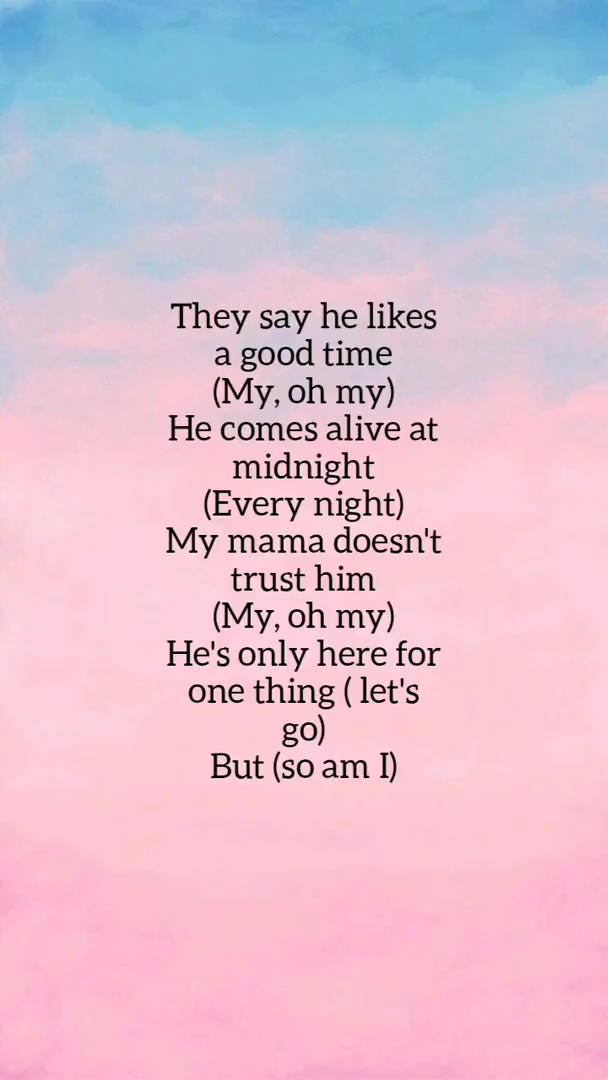 They say he likes
a good time
(My, oh my)
He comes alive at
midnight
(Every night)
My mama doesn't
trust him
(My, oh my)
He's only here for
one thing ( let's
go)
But (so am I)